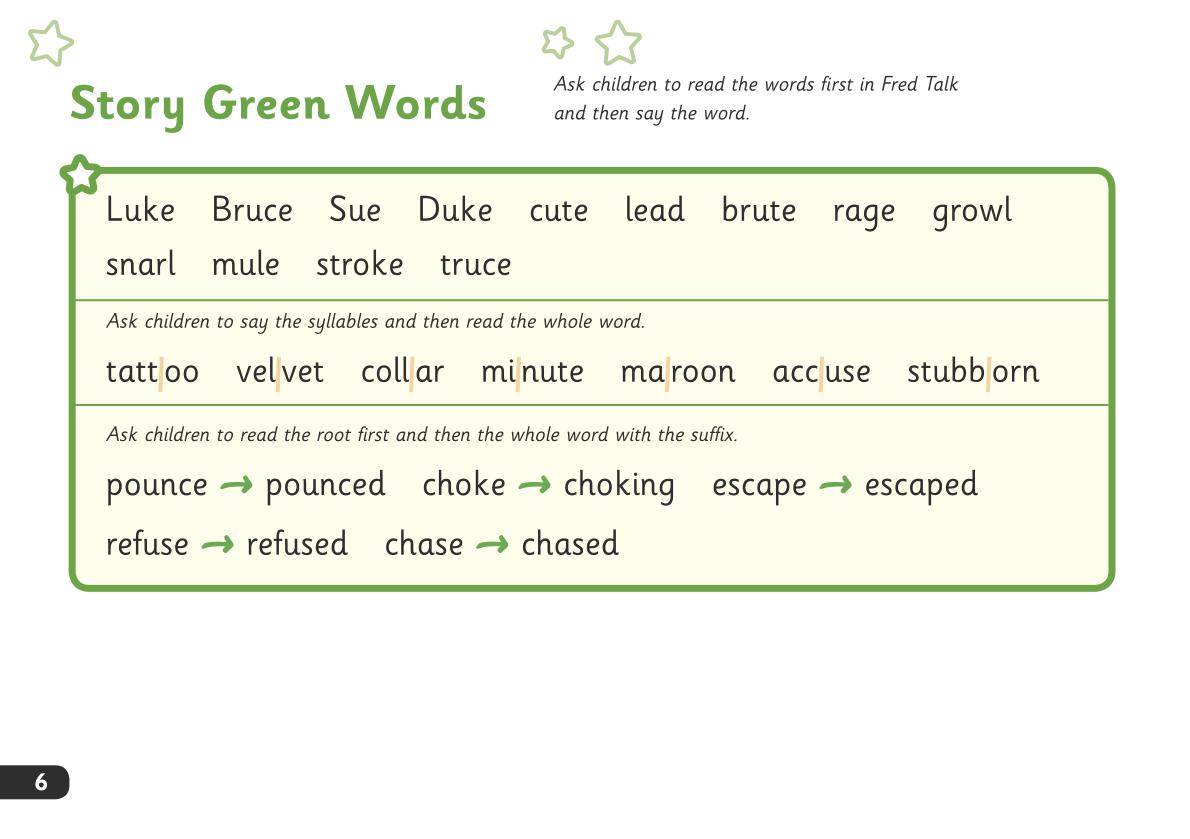 Story Green Words
Ask children to read the words first in Fred Talk
and then say the word.
Luke Bruce Sue Duke cute lead brute rage growl
snarl mule stroke truce
Ask children to say the syllables and then read the whole word.
tatt|oo vel|vet coll|ar mi|nute ma|roon acc|use stubb|orn
Ask children to read the root first and then the whole word with the suffix.
pounce → pounced choke → choking escape → escaped
refuse → refused chase → chased
6